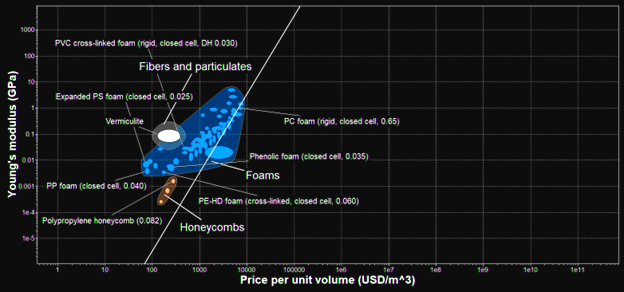 1000
100
10
1
0.1
0.01
0.001
1e-4
1e-5
Young's modulus (GPa)
PVC cross-linked foam (rigid, closed cell, DH 0.030)
Fibers and particulates
Expanded PS foam (closed cell, 0.025)
Vermiculite
PC foam (rigid, closed cell, 0.65)
Phenolic foam (closed cell, 0.035)
Foams
PP foam (closed cell, 0.040)
PE-HD foam (cross-linked, closed cell, 0.060)
Polypropylene honeycomb (0.082)
Honeycombs
1 10 100 1000 10000 100000 1e6 1e7 1e8 1e9 1e10 1e11
Price per unit volume (USD/m^3)